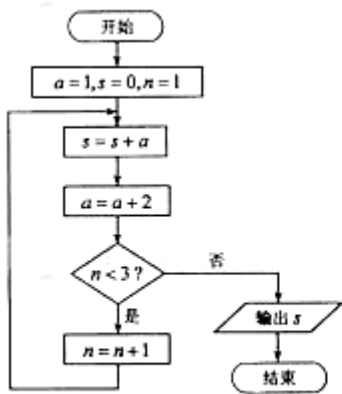 开始
a=1,s=0,n=1
s=s+a
a=a+2
n<3?
否
是
输出 s
n=n+1
结束